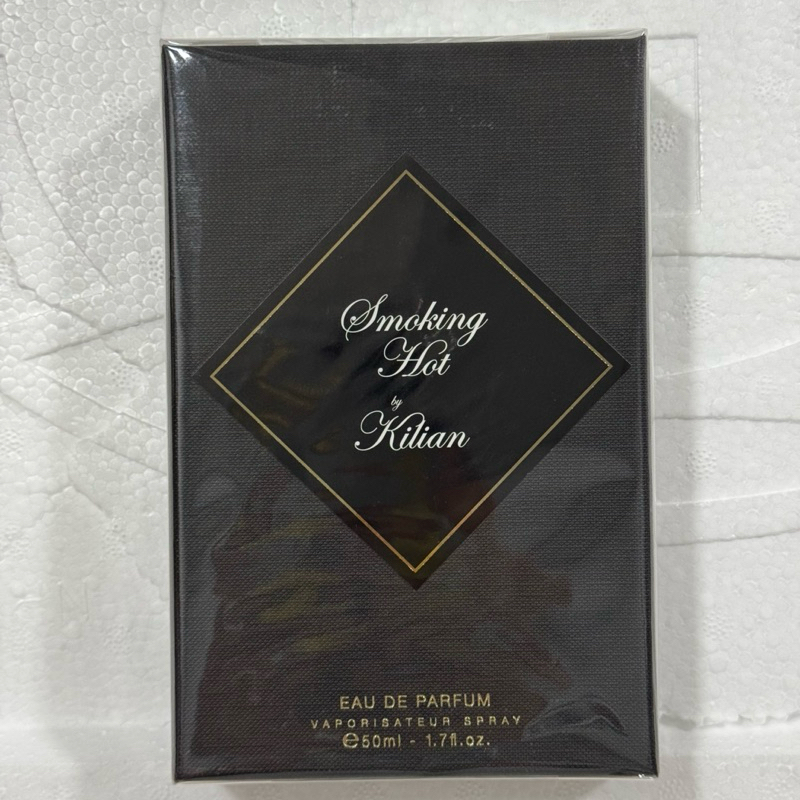 Smoking
Hot
by
Kilian
EAU DE PARFUM
VAPORISATEUR SPRAY
℮50ml - 1.7fl.oz.